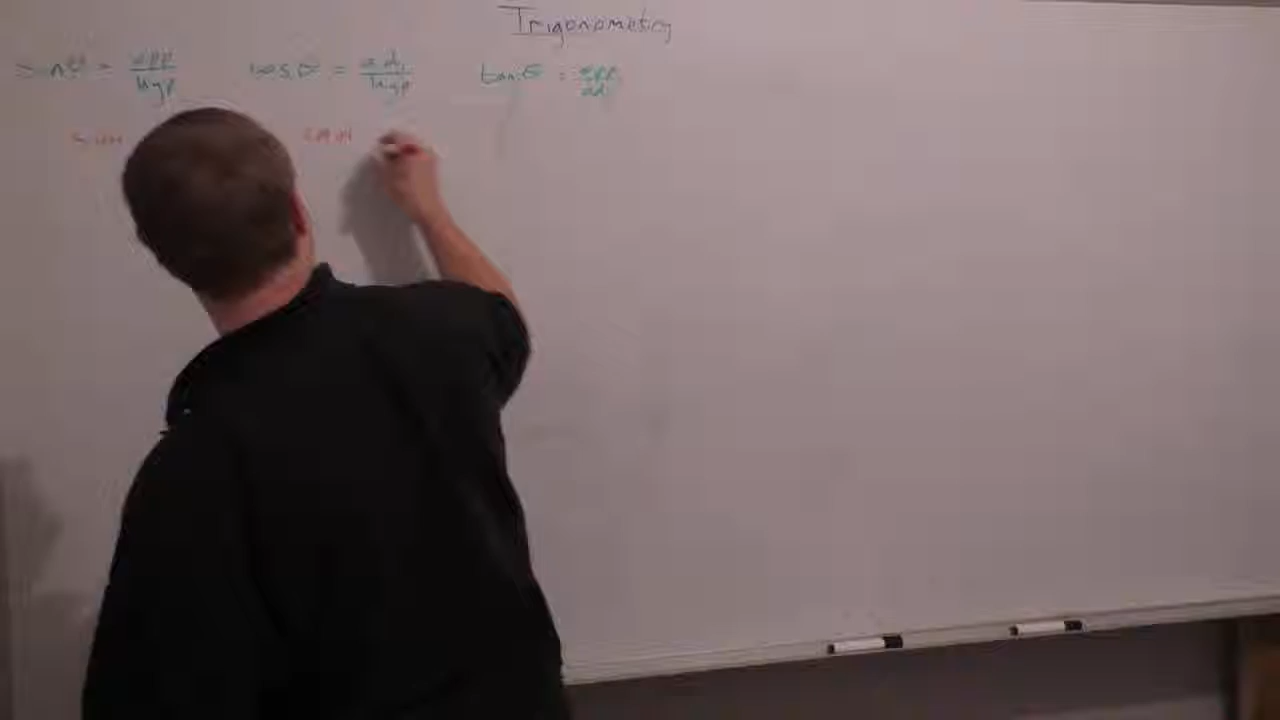 Trigonometry
sin θ = opp/hyp cos θ = adj/hyp tan θ = opp/adj